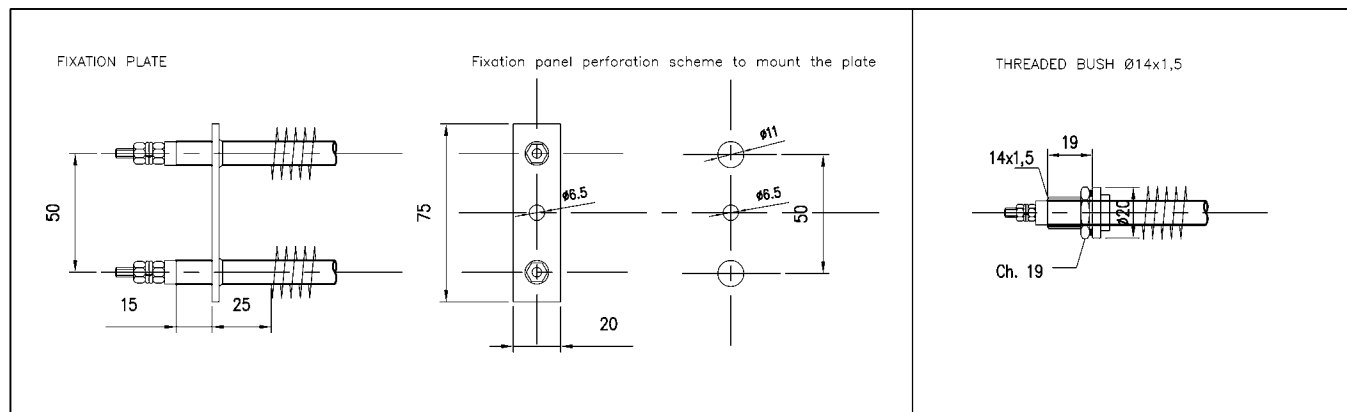 FIXATION PLATE
Fixation panel perforation scheme to mount the plate
THREADED BUSH Ø14x1,5
50
15
25
75
ø6.5
20
ø11
ø6.5
50
14x1,5
19
ø20
Ch. 19